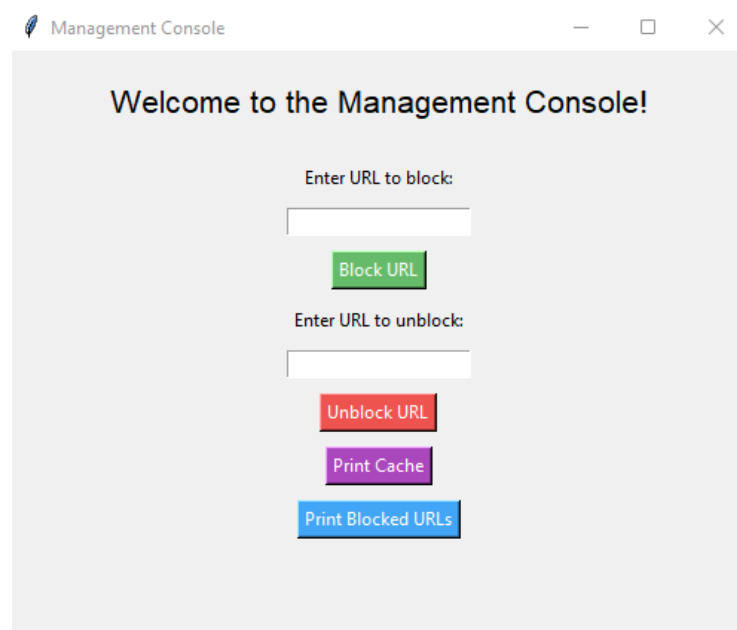 Management Console
Welcome to the Management Console!
Enter URL to block:
Block URL
Enter URL to unblock:
Unblock URL
Print Cache
Print Blocked URLs